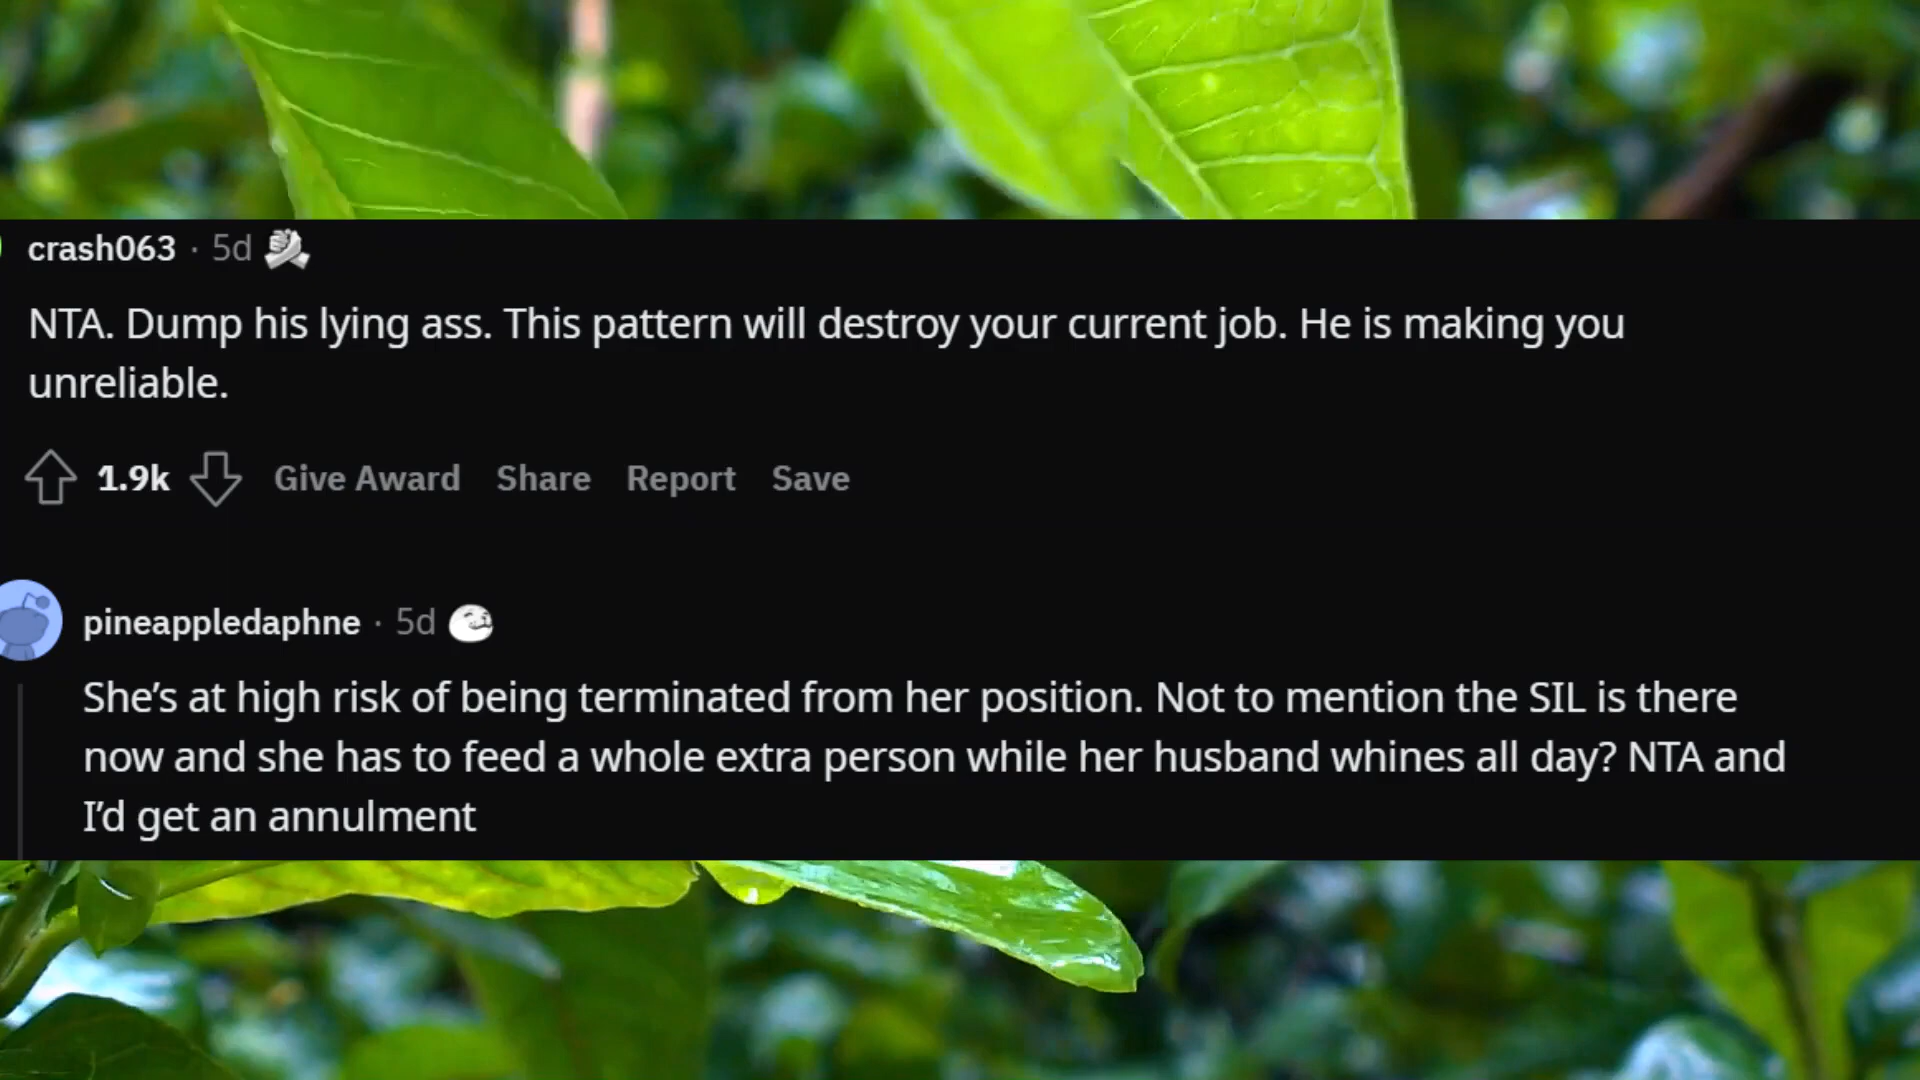 crash063 · 5d
NTA. Dump his lying ass. This pattern will destroy your current job. He is making you
unreliable.
1.9k Give Award Share Report Save
pineappledaphne · 5d
She’s at high risk of being terminated from her position. Not to mention the SIL is there
now and she has to feed a whole extra person while her husband whines all day? NTA and
I’d get an annulment